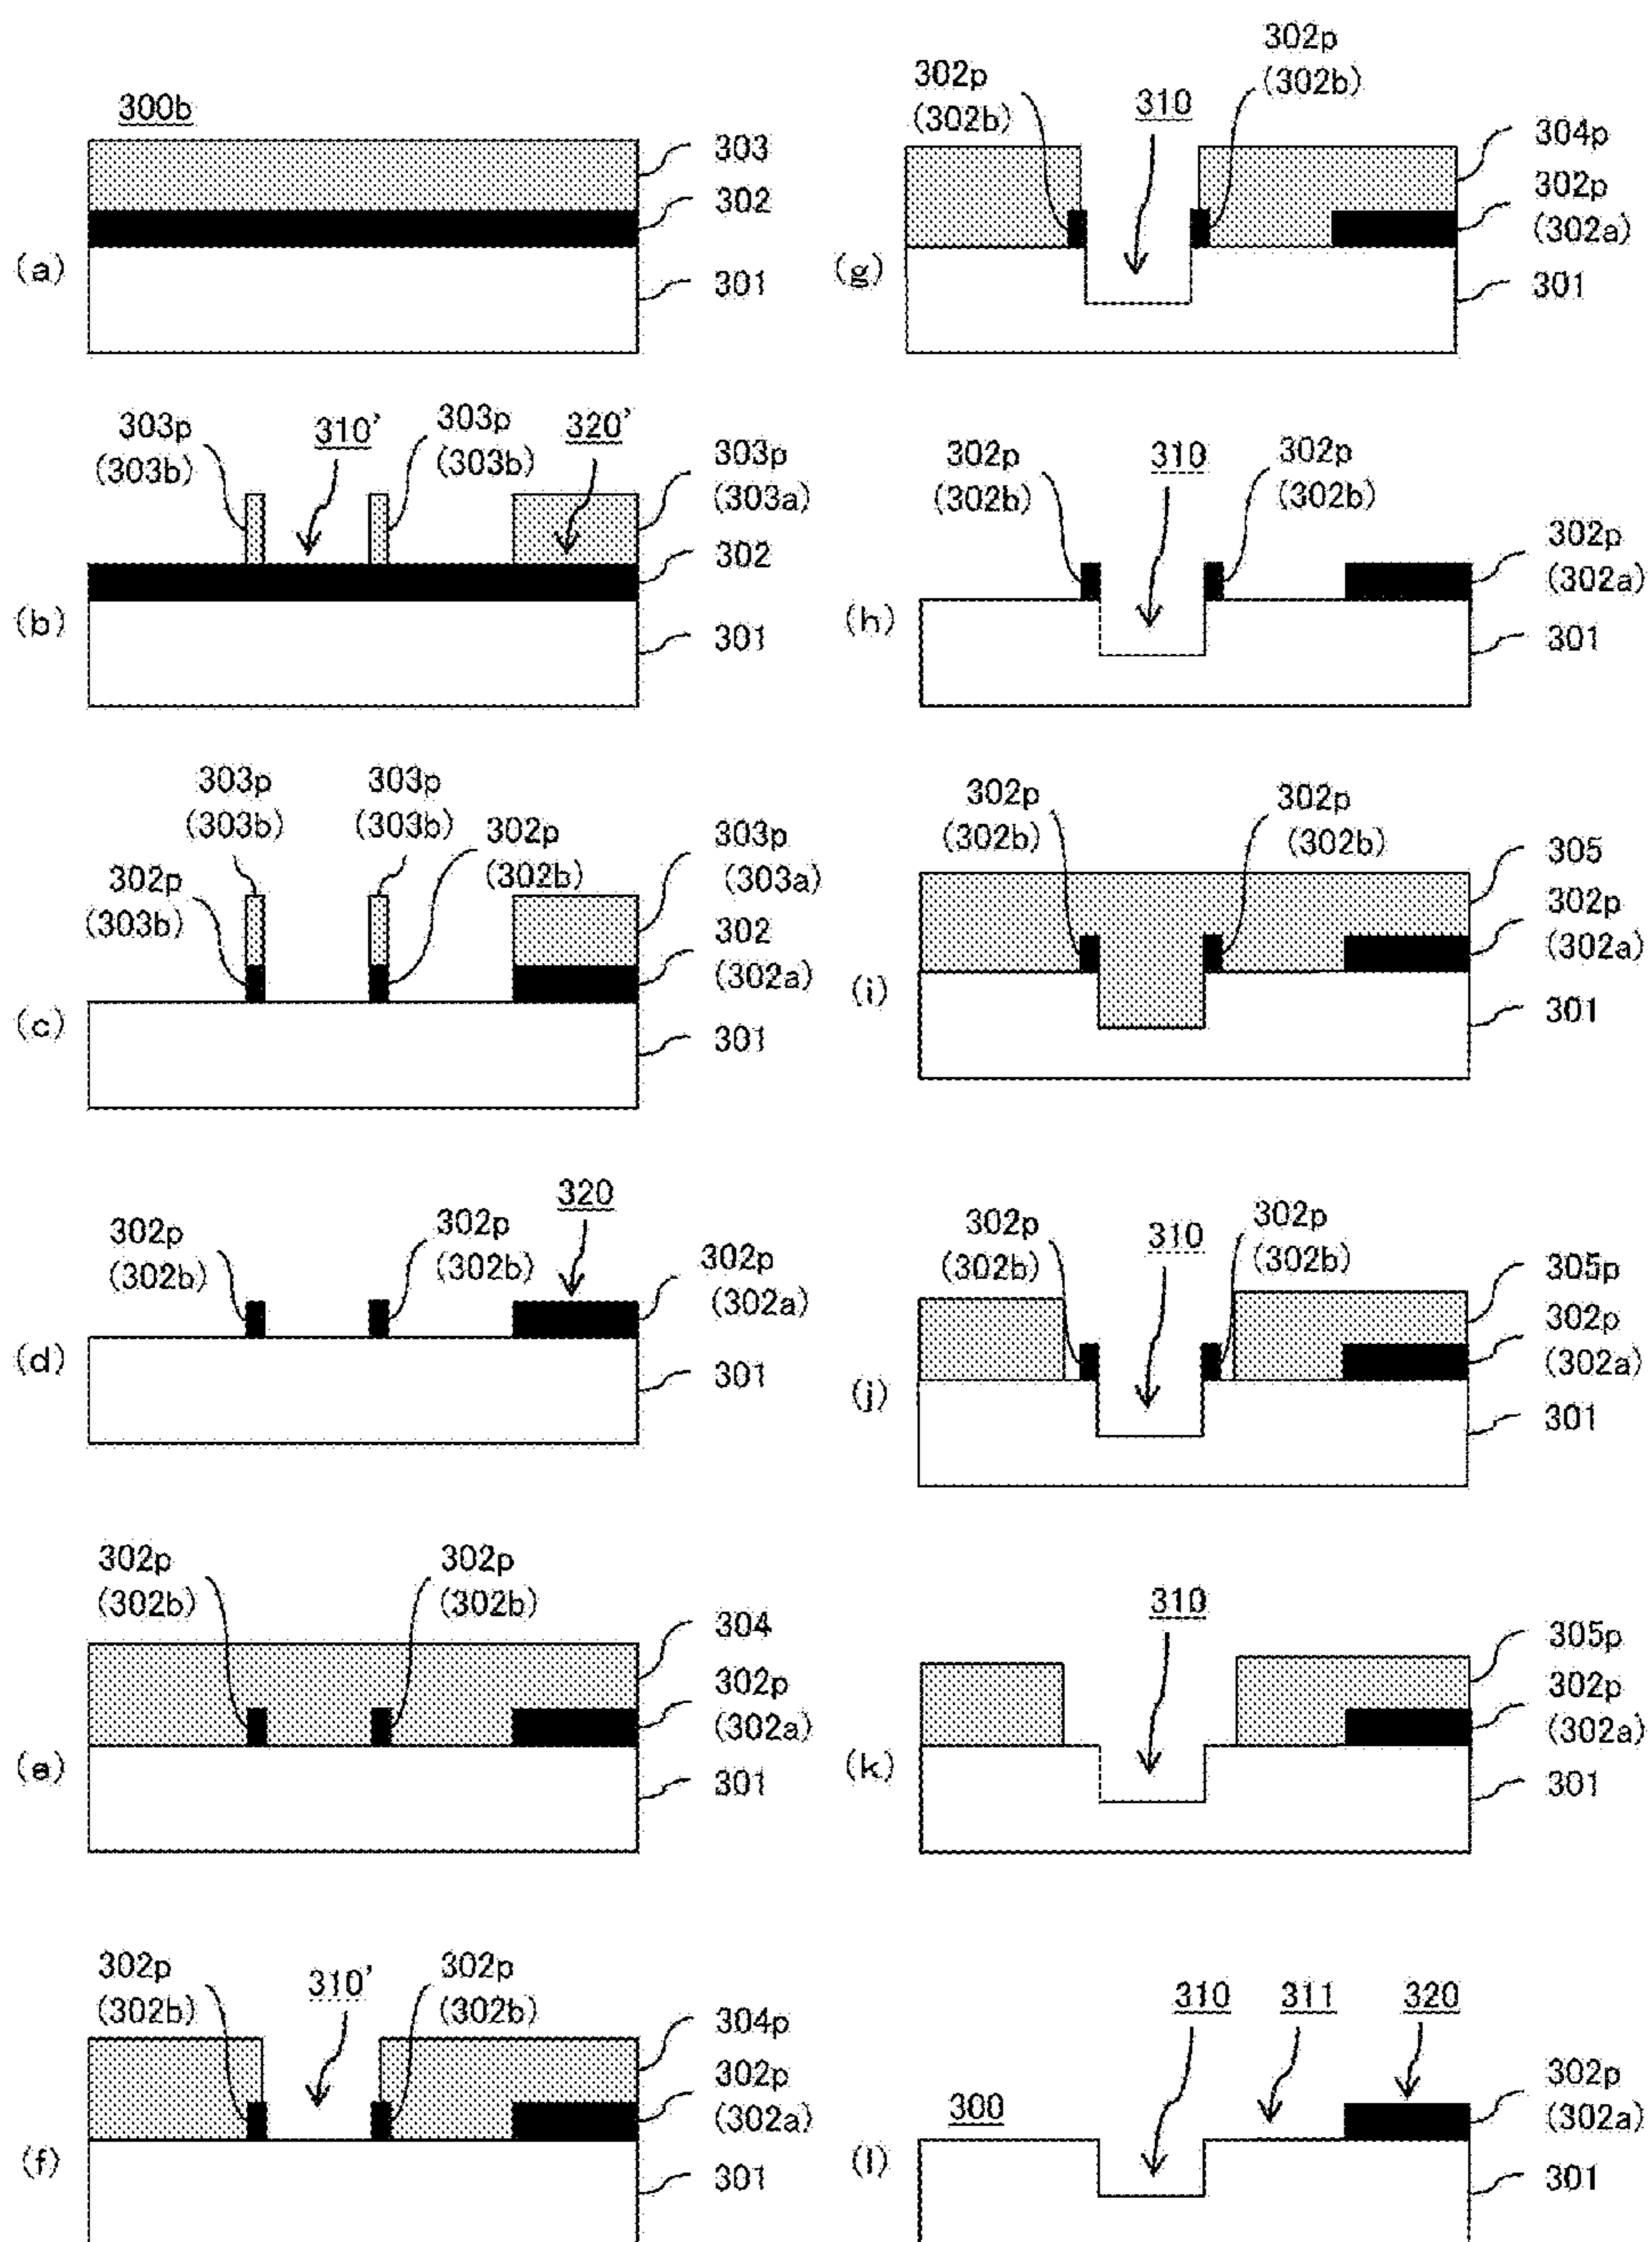 300b
303
302
(a)
301
303p
(303b)
310'
303p
(303b)
320'
303p
(303a)
302
(b)
301
303p
(303b)
303p
(303b)
302p
(303b)
302p
(302b)
303p
(303a)
302
(302a)
(c)
301
320
302p
(302b)
302p
(302b)
302p
(302a)
(d)
301
302p
(302b)
302p
(302b)
304
302p
(302a)
(e)
301
302p
(302b)
310'
302p
(302b)
304p
302p
(302a)
(f)
301
302p
(302b)
310
302p
(302b)
304p
302p
(302a)
(g)
301
302p
(302b)
310
302p
(302b)
302p
(302a)
(h)
301
302p
(302b)
302p
(302b)
305
302p
(302a)
(i)
301
302p
(302b)
310
302p
(302b)
305p
302p
(302a)
(j)
301
310
305p
302p
(302a)
(k)
301
310
311
320
300
302p
(302a)
(l)
301